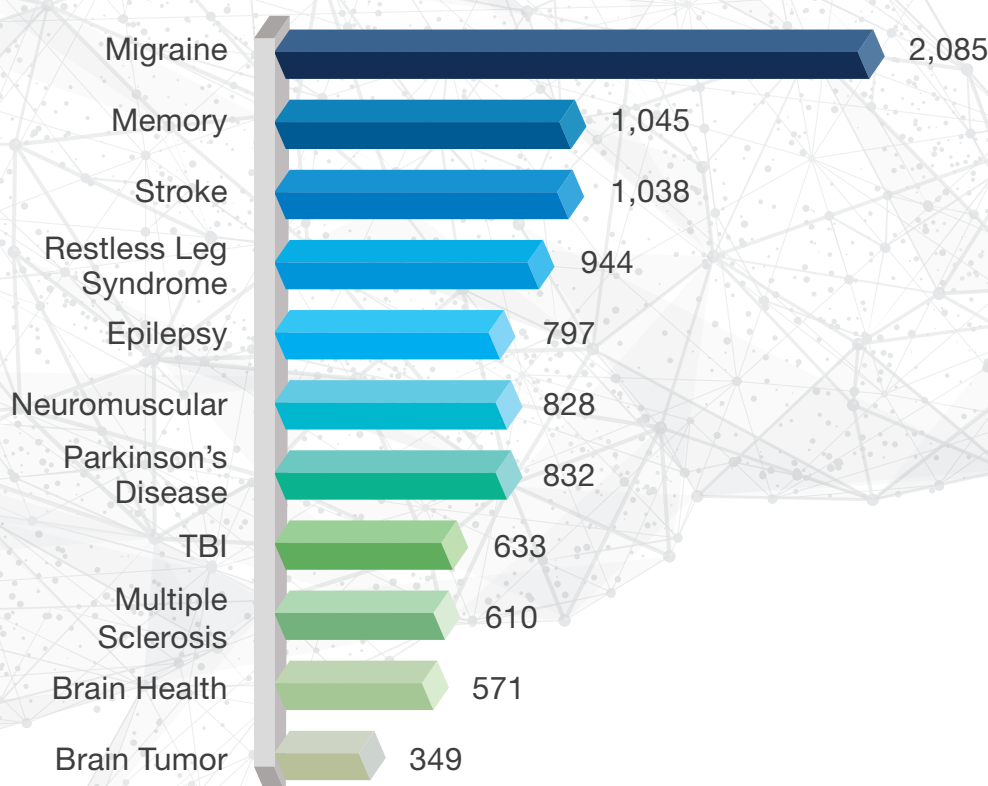 Migraine 2,085
Memory 1,045
Stroke 1,038
Restless Leg
Syndrome 944
Epilepsy 797
Neuromuscular 828
Parkinson’s
Disease 832
TBI 633
Multiple
Sclerosis 610
Brain Health 571
Brain Tumor 349